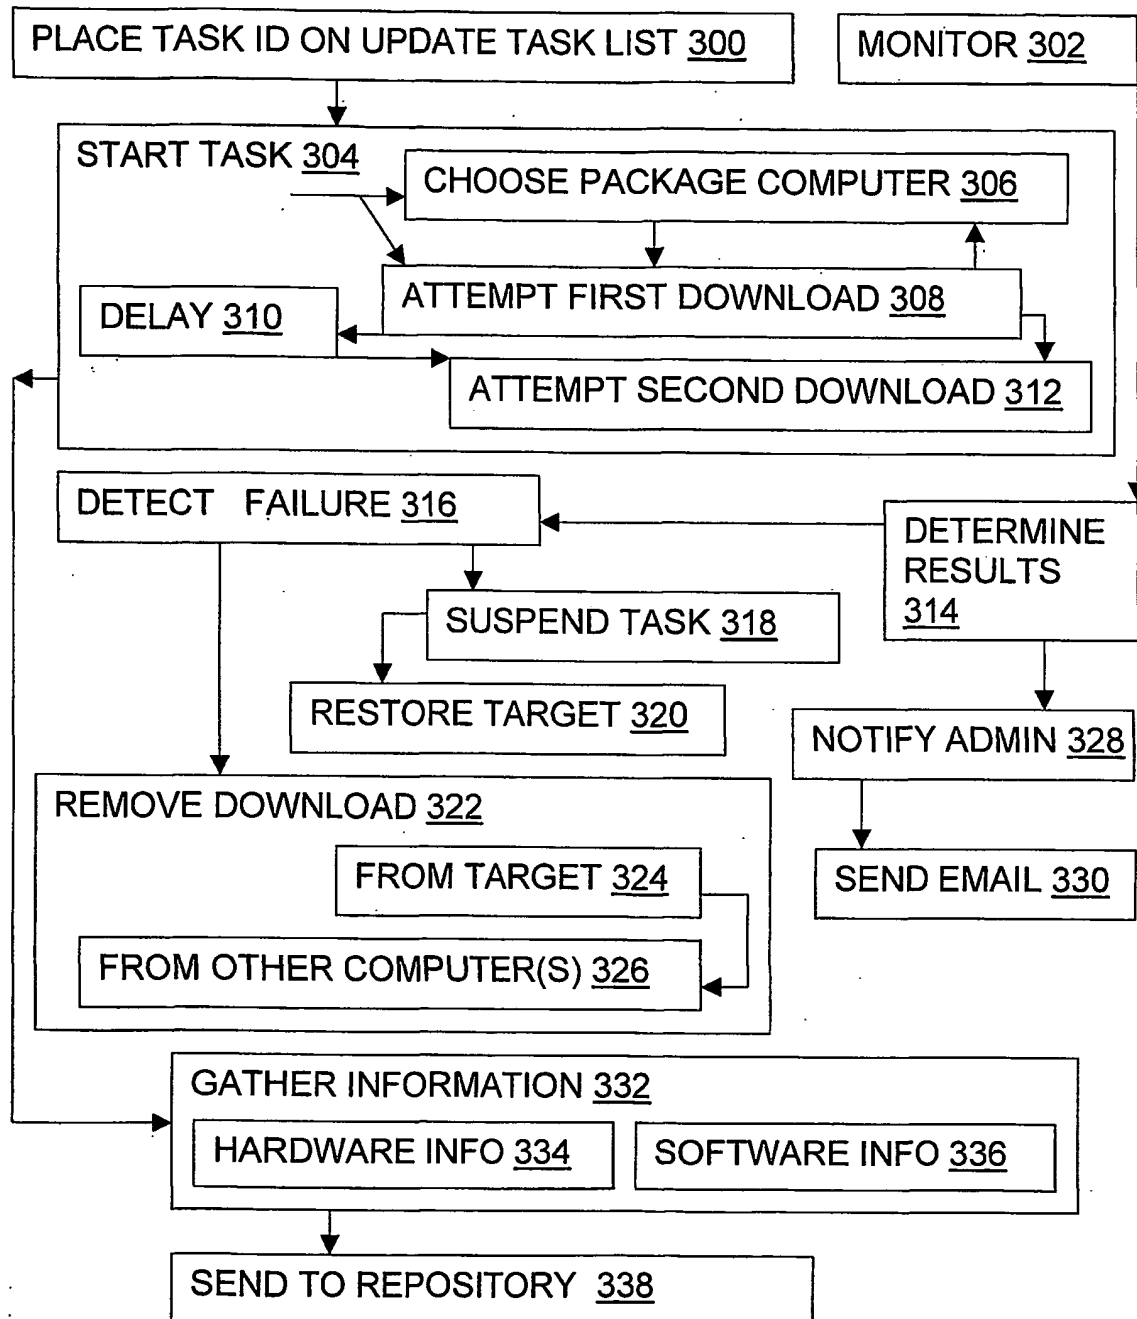 PLACE TASK ID ON UPDATE TASK LIST 300
MONITOR 302
START TASK 304
CHOOSE PACKAGE COMPUTER 306
ATTEMPT FIRST DOWNLOAD 308
DELAY 310
ATTEMPT SECOND DOWNLOAD 312
DETECT FAILURE 316
DETERMINE
RESULTS
314
SUSPEND TASK 318
RESTORE TARGET 320
NOTIFY ADMIN 328
REMOVE DOWNLOAD 322
FROM TARGET 324
SEND EMAIL 330
FROM OTHER COMPUTER(S) 326
GATHER INFORMATION 332
HARDWARE INFO 334
SOFTWARE INFO 336
SEND TO REPOSITORY 338